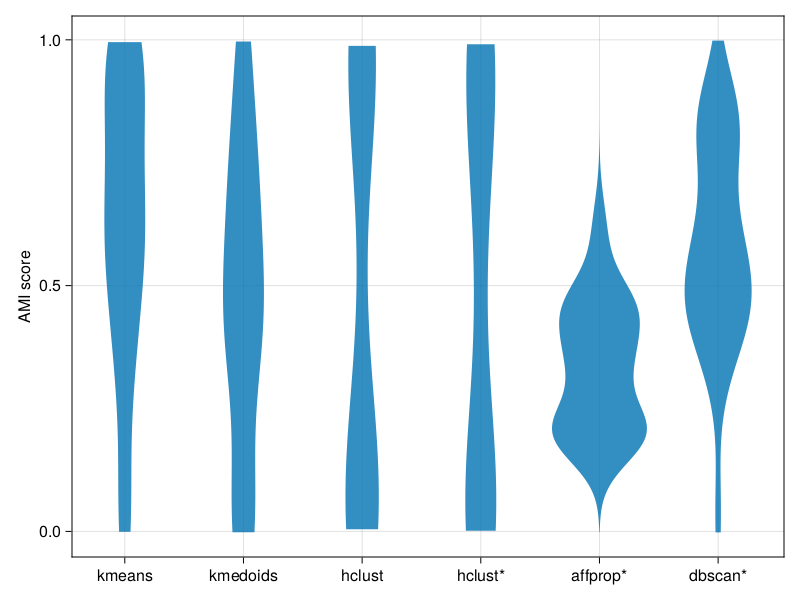 1.0
0.5
0.0
AMI score
kmeans
kmedoids
hclust
hclust*
affprop*
dbscan*